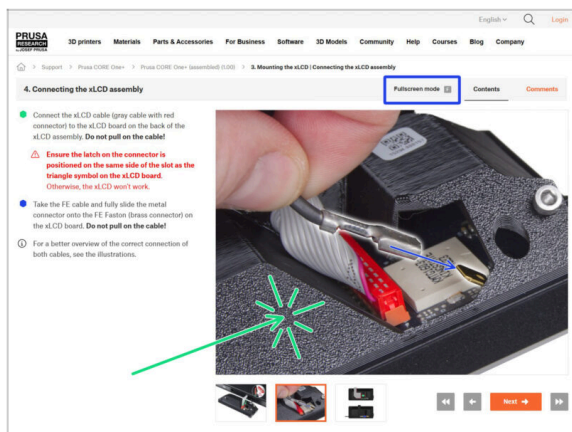 English
Login
PRUSA
RESEARCH
by JOSEF PRUSA
3D printers
Materials
Parts & Accessories
For Business
Software
3D Models
Community
Help
Courses
Blog
Company
Support > Prusa CORE One+ > Prusa CORE One+ (assembled) (1.00) > 3. Mounting the xLCD | Connecting the xLCD assembly
4. Connecting the xLCD assembly
Fullscreen mode
Contents
Comments
Connect the xLCD cable (gray cable with red
connector) to the xLCD board on the back of the
xLCD assembly. Do not pull on the cable!
Ensure the latch on the connector is
positioned on the same side of the slot as the
triangle symbol on the xLCD board.
Otherwise, the xLCD won't work.
Take the FE cable and fully slide the metal
connector onto the FE Faston (brass connector) on
the xLCD board. Do not pull on the cable!
For a better overview of the correct connection of
both cables, see the illustrations.
Next